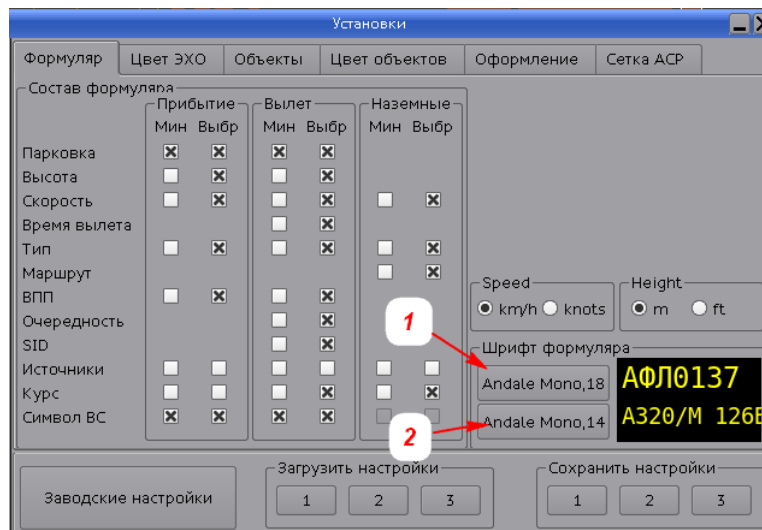 Установки
Формуляр Цвет ЭХО Объекты Цвет объектов Оформление Сетка АСР
Состав формуляра
Прибытие Вылет Наземные
Мин Выбр Мин Выбр Мин Выбр
Парковка
Высота
Скорость
Время вылета
Тип
Маршрут
ВПП
Очередность
SID
Источники
Курс
Символ ВС
Speed
km/h knots
Height
m ft
1
Шрифт формуляра
Andale Mono,18
АФЛ0137
2
Andale Mono,14
А320/М 126В
Заводские настройки
Загрузить настройки
1 2 3
Сохранить настройки
1 2 3